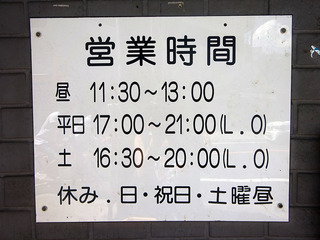 営業時間
昼 11:30～13:00
平日 17:00～21:00(L.O)
土 16:30～20:00(L.O)
休み.日・祝日・土曜昼